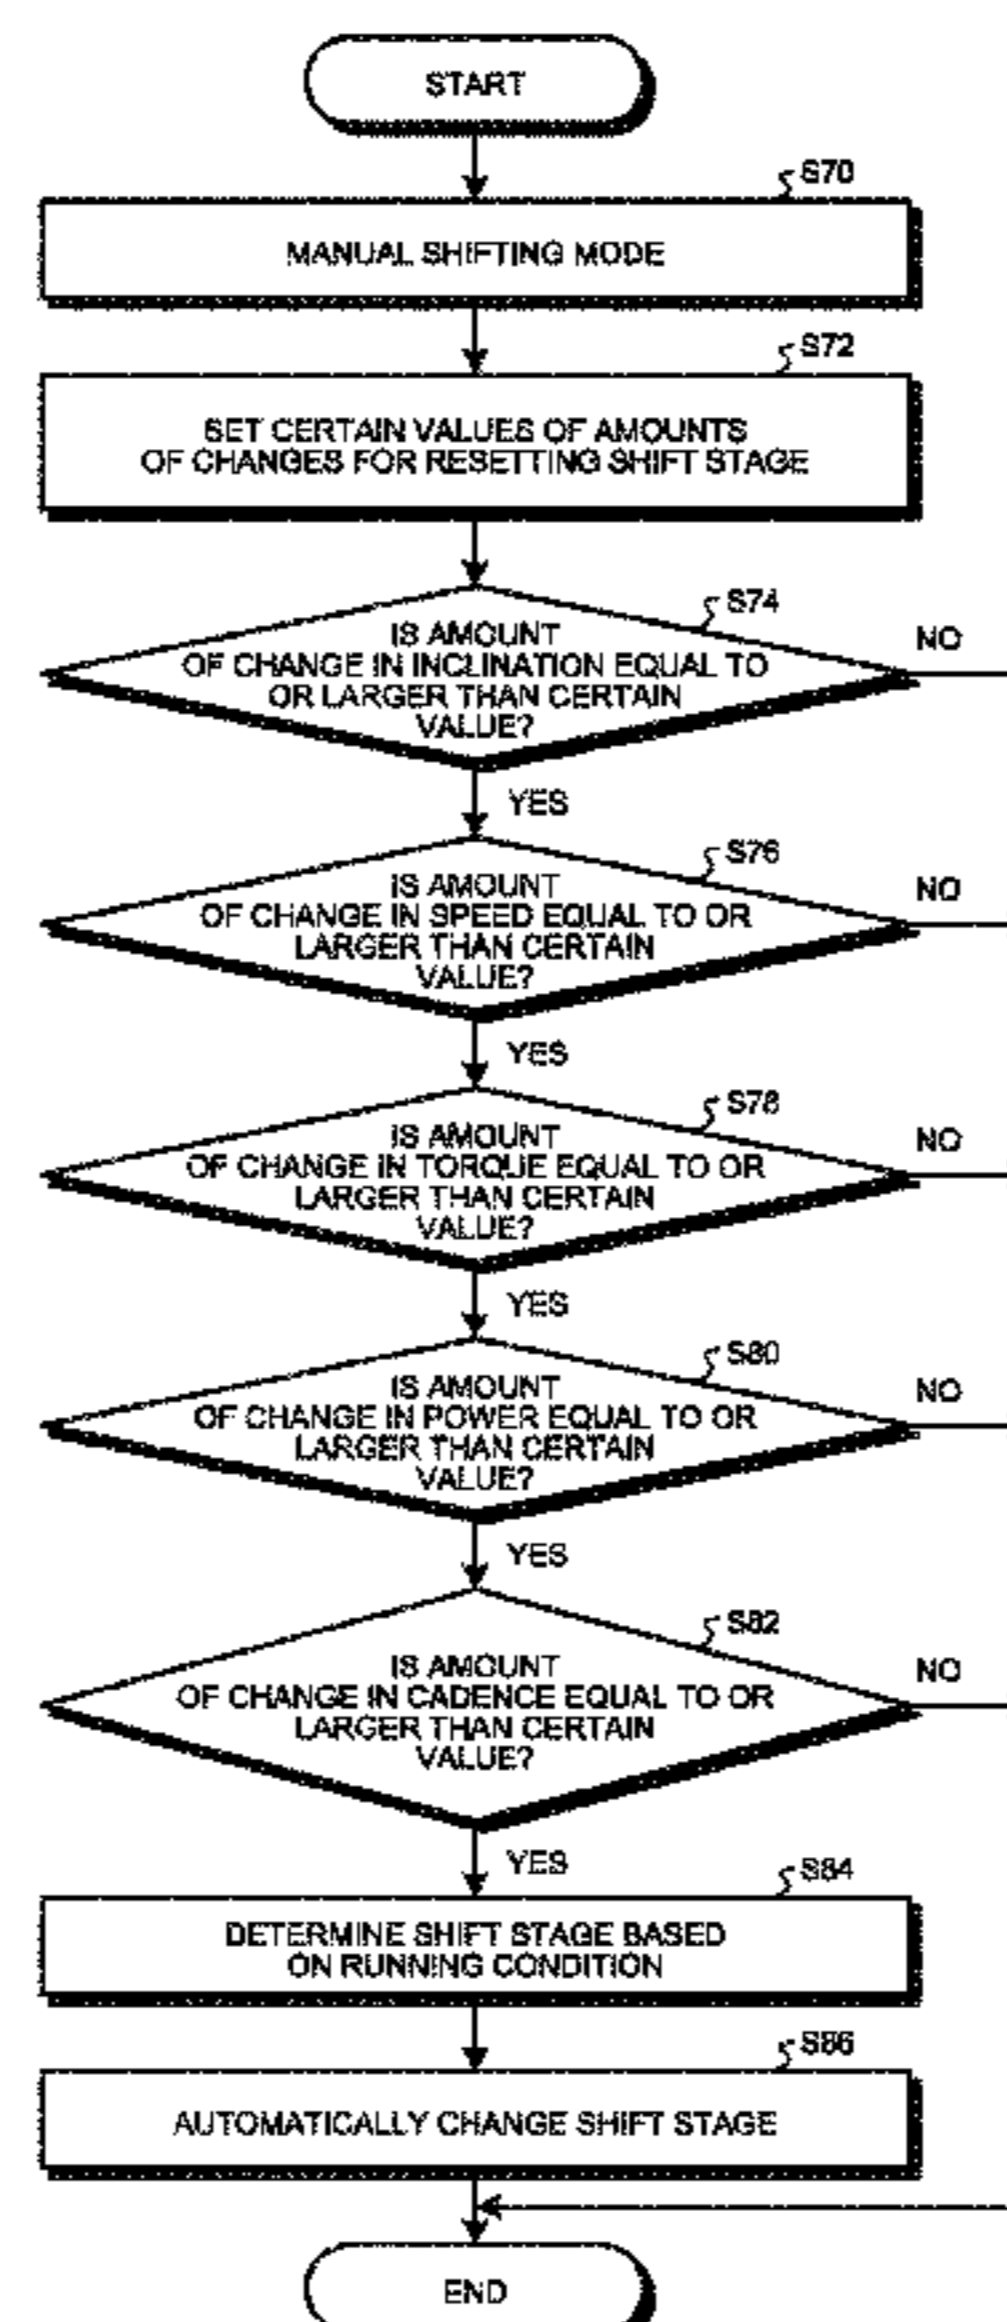 START
S70
MANUAL SHIFTING MODE
S72
SET CERTAIN VALUES OF AMOUNTS
OF CHANGES FOR RESETTING SHIFT STAGE
S74
IS AMOUNT
OF CHANGE IN INCLINATION EQUAL TO
OR LARGER THAN CERTAIN
VALUE?
NO
YES
S76
IS AMOUNT
OF CHANGE IN SPEED EQUAL TO OR
LARGER THAN CERTAIN
VALUE?
NO
YES
S78
IS AMOUNT
OF CHANGE IN TORQUE EQUAL TO OR
LARGER THAN CERTAIN
VALUE?
NO
YES
S80
IS AMOUNT
OF CHANGE IN POWER EQUAL TO OR
LARGER THAN CERTAIN
VALUE?
NO
YES
S82
IS AMOUNT
OF CHANGE IN CADENCE EQUAL TO OR
LARGER THAN CERTAIN
VALUE?
NO
YES
S84
DETERMINE SHIFT STAGE BASED
ON RUNNING CONDITION
S86
AUTOMATICALLY CHANGE SHIFT STAGE
END